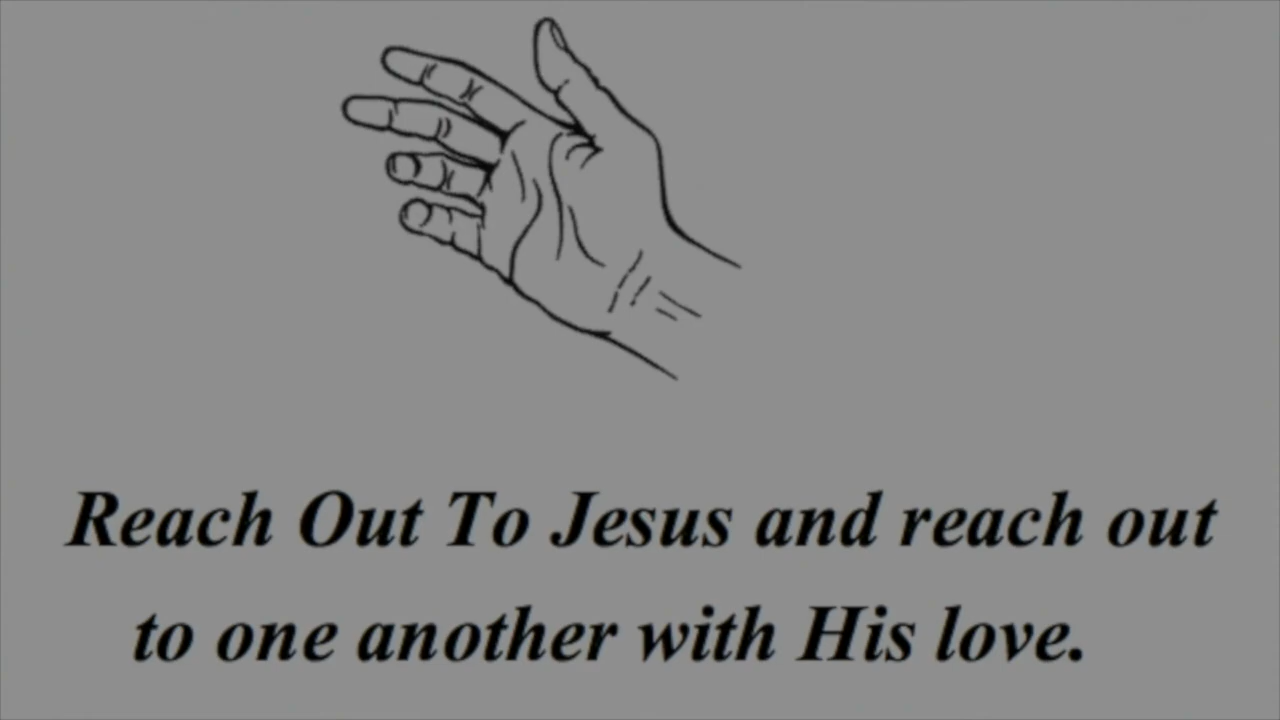 Reach Out To Jesus and reach out
to one another with His love.